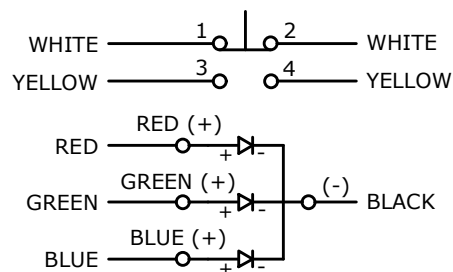 WHITE 1 2 WHITE
YELLOW 3 4 YELLOW
RED (+)
RED + -
GREEN (+) (-)
GREEN + - BLACK
BLUE (+)
BLUE + -